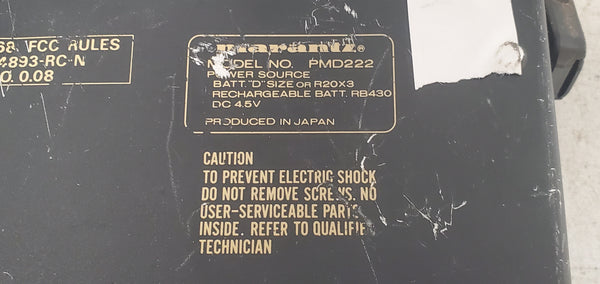 68, FCC RULES
4893-RC-N
O. 0.08
marantz®
MODEL NO. PMD222
POWER SOURCE
BATT. "D" SIZE OR R20X3
RECHARGEABLE BATT. RB430
DC 4.5V
PRODUCED IN JAPAN
CAUTION
TO PREVENT ELECTRIC SHOCK
DO NOT REMOVE SCREWS. NO
USER-SERVICEABLE PARTS
INSIDE. REFER TO QUALIFIE
TECHNICIAN